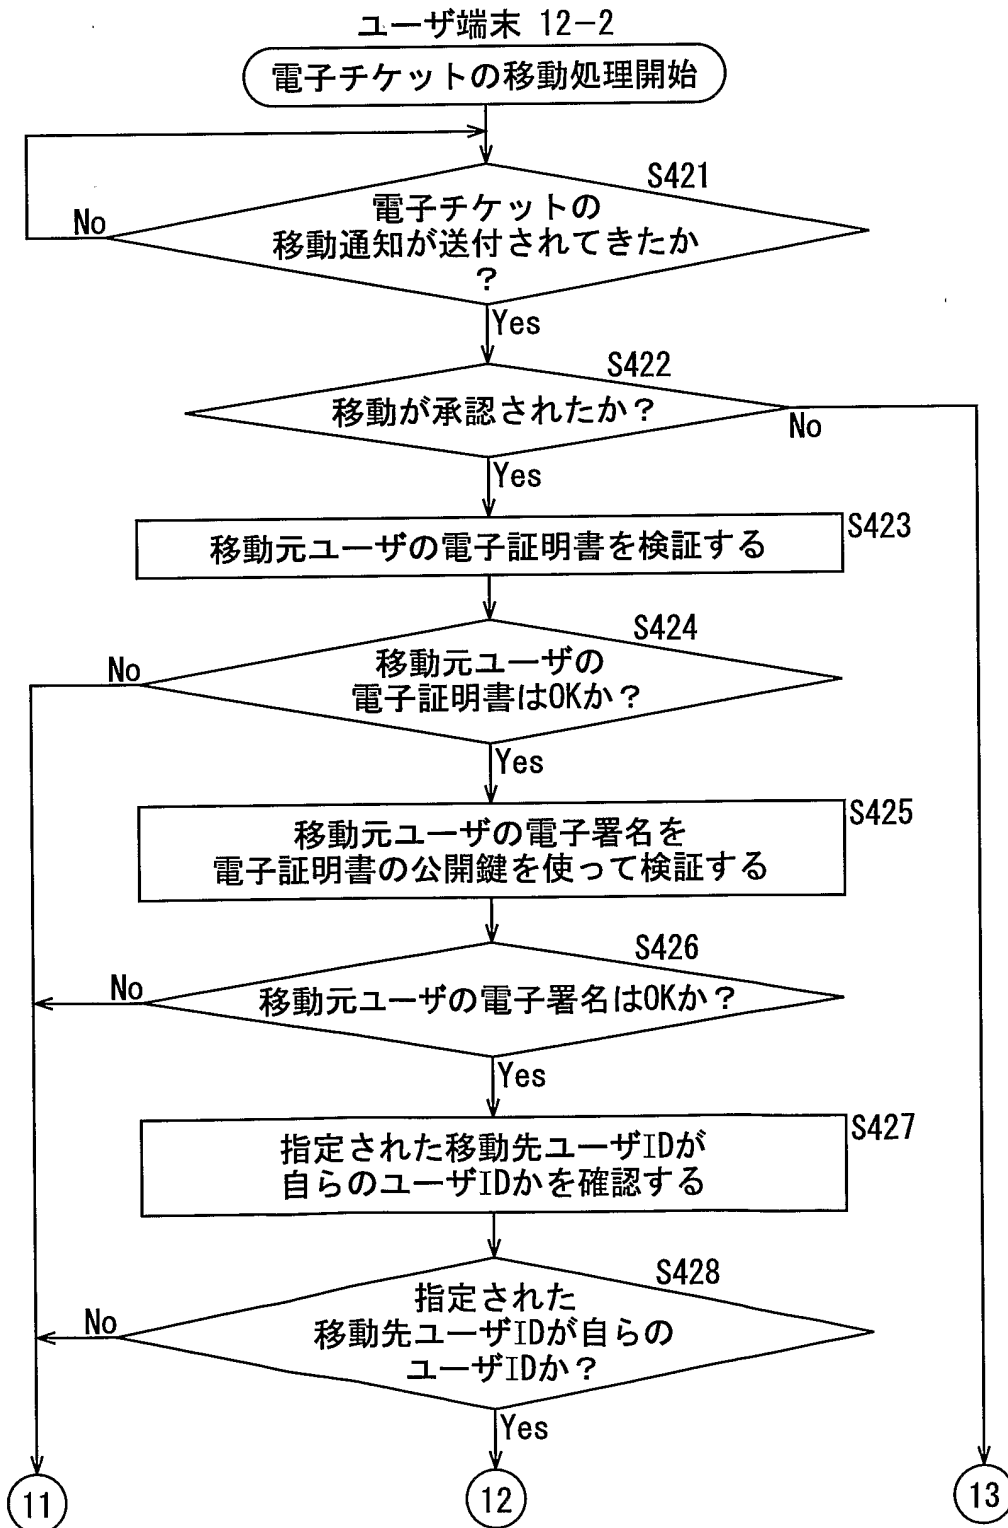 ユーザ端末 12-2
電子チケットの移動処理開始
S421
電子チケットの
移動通知が送付されてきたか
?
No
Yes
S422
移動が承認されたか?
No
Yes
S423
移動元ユーザの電子証明書を検証する
S424
移動元ユーザの
電子証明書はOKか?
No
Yes
S425
移動元ユーザの電子署名を
電子証明書の公開鍵を使って検証する
S426
移動元ユーザの電子署名はOKか?
No
Yes
S427
指定された移動先ユーザIDが
自らのユーザIDかを確認する
S428
指定された
移動先ユーザIDが自らの
ユーザIDか?
No
Yes
11
12
13